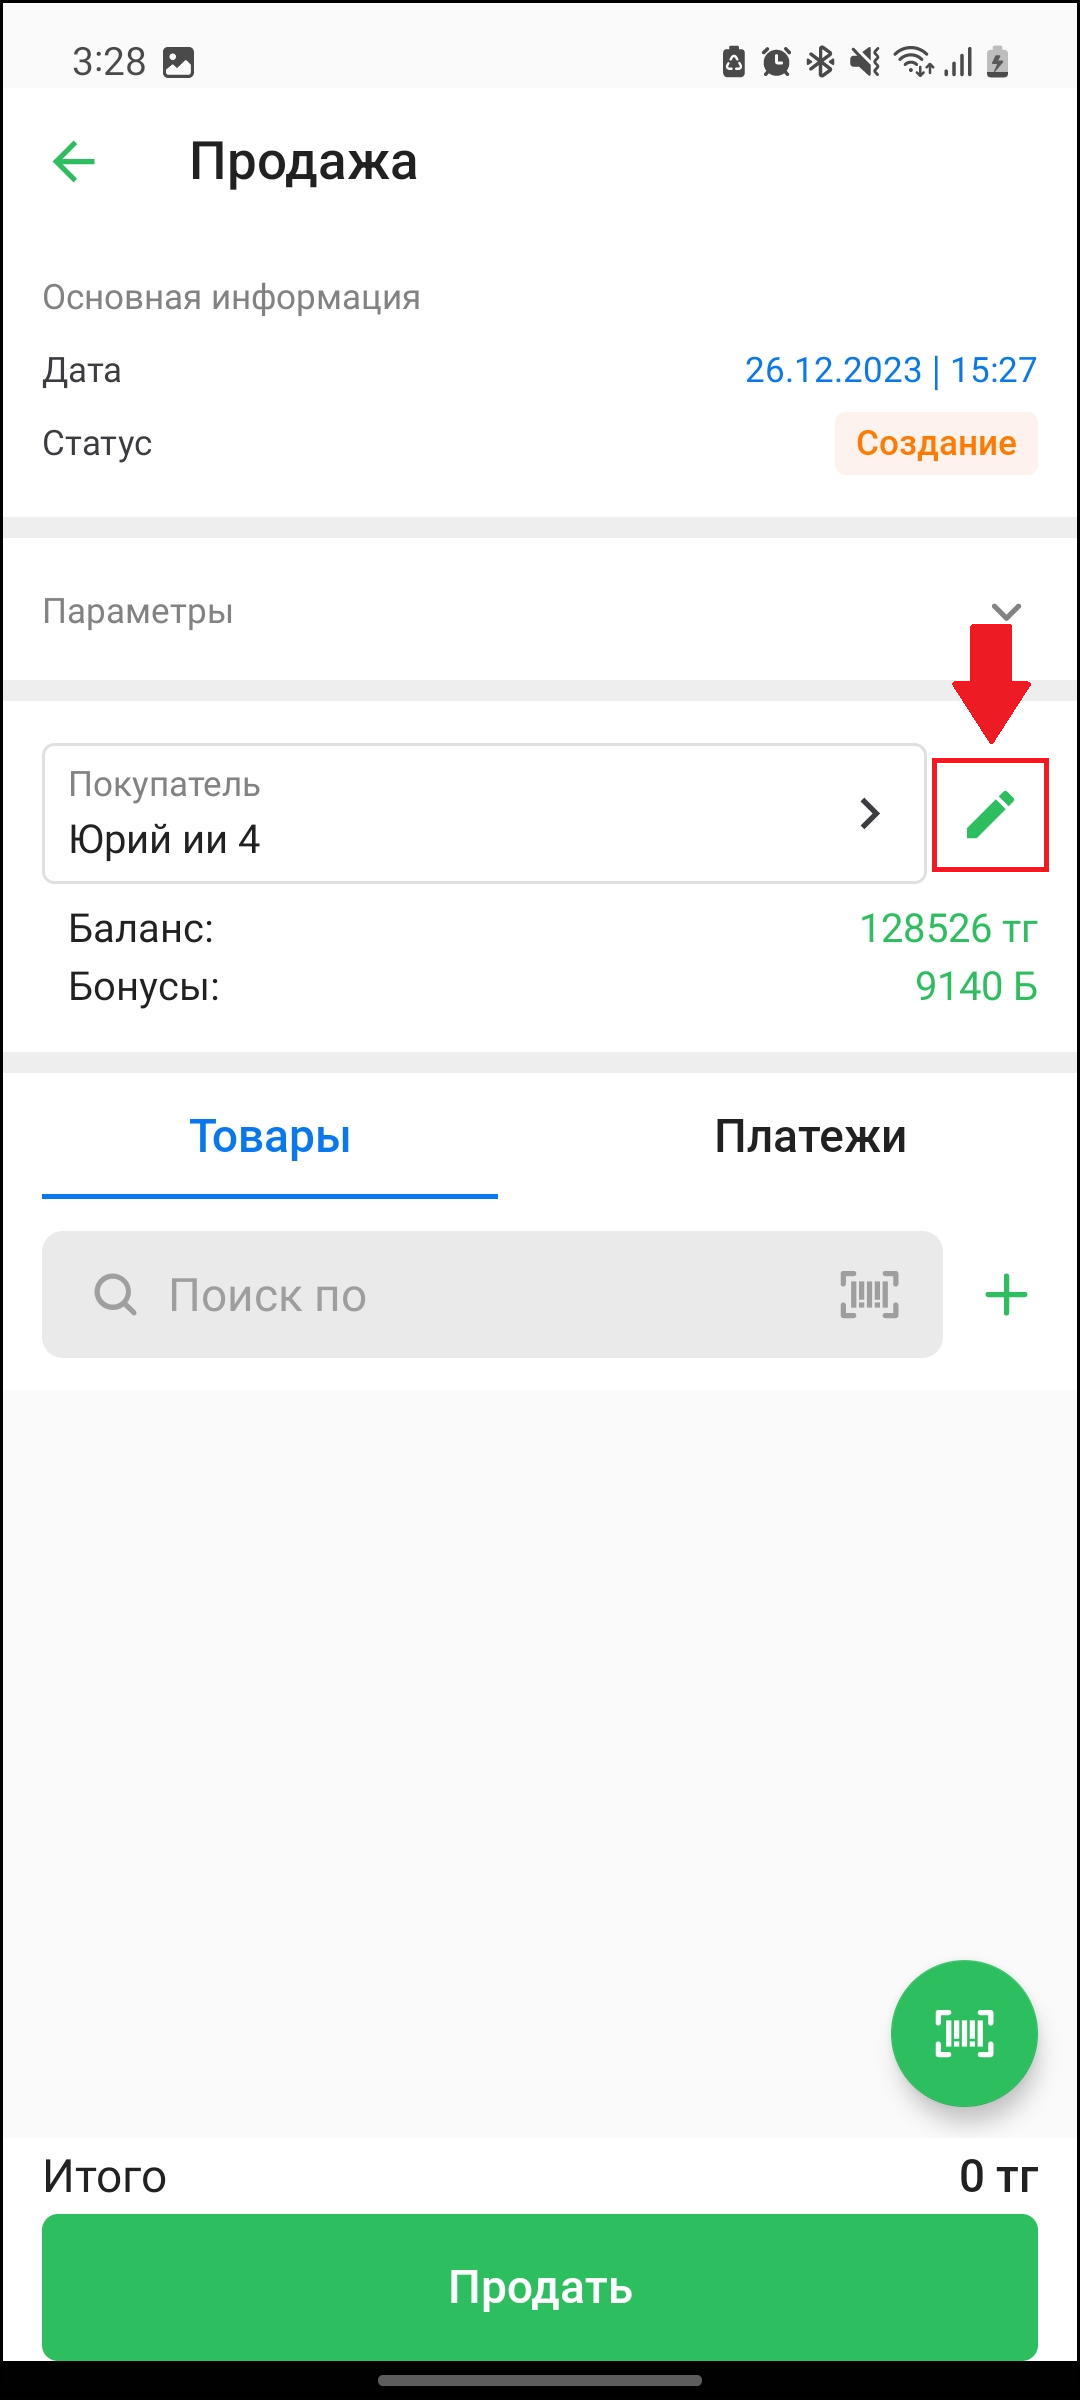 3:28
Продажа
Основная информация
Дата 26.12.2023 | 15:27
Статус Создание
Параметры
Покупатель
Юрий ии 4
Баланс: 128526 тг
Бонусы: 9140 Б
Товары Платежи
Поиск по
Итого 0 тг
Продать